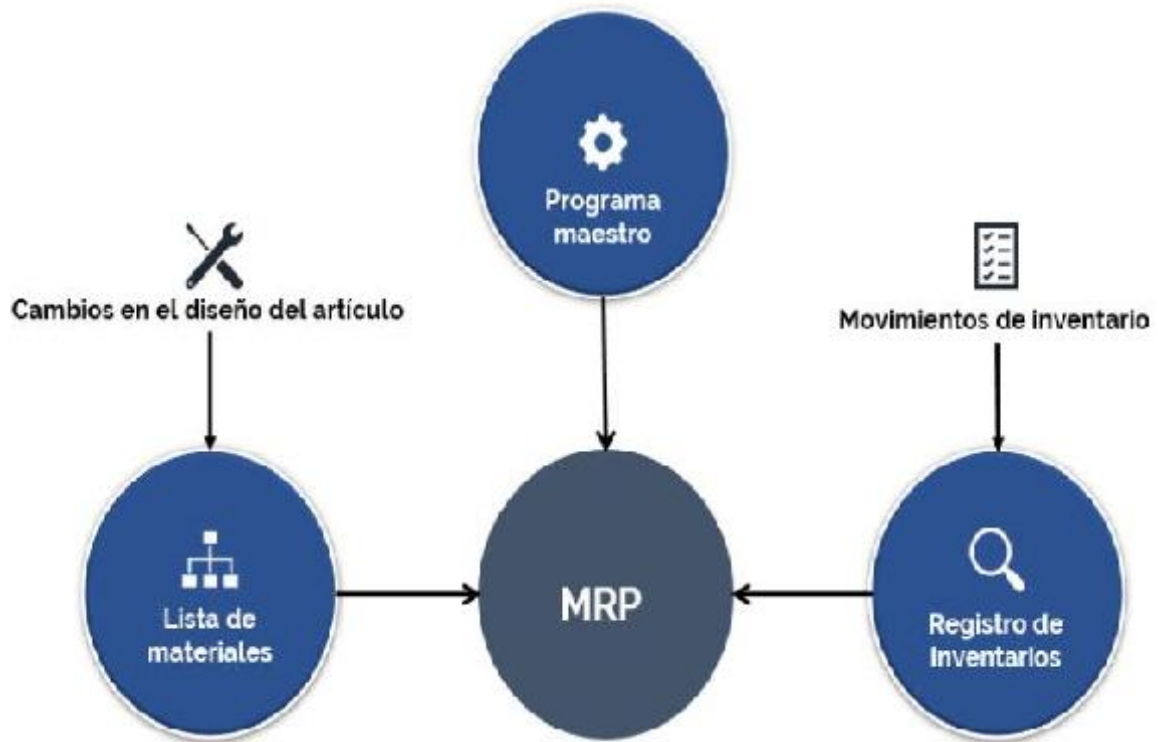 Programa
maestro
Cambios en el diseño del artículo
Movimientos de inventario
Lista de
materiales
MRP
Registro de
Inventarios